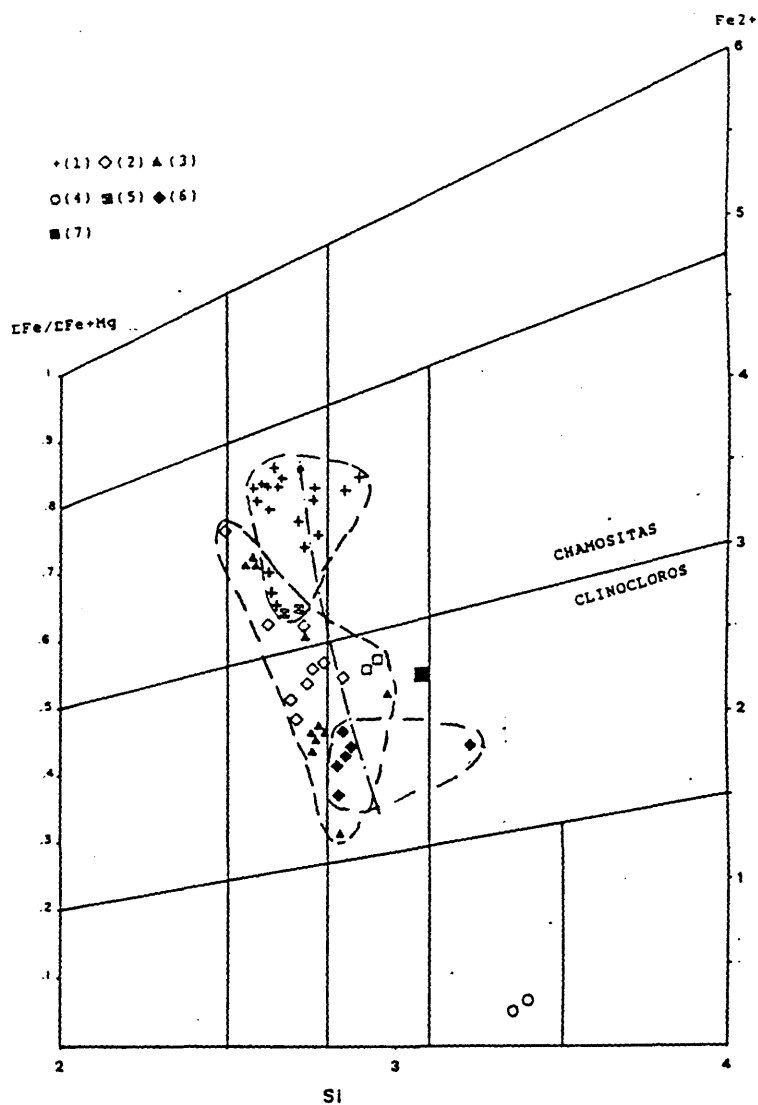 Fe2+
6
+(1) ◇(2) ▲(3)
○(4) ⊠(5) ◆(6)
■(7)
5
ΣFe/ΣFe+Mg
1
4
.9
.8
CHAMOSITAS
3
CLINOCLOROS
.7
.6
.5
2
.4
.3
1
.2
.1
2
3
4
Si